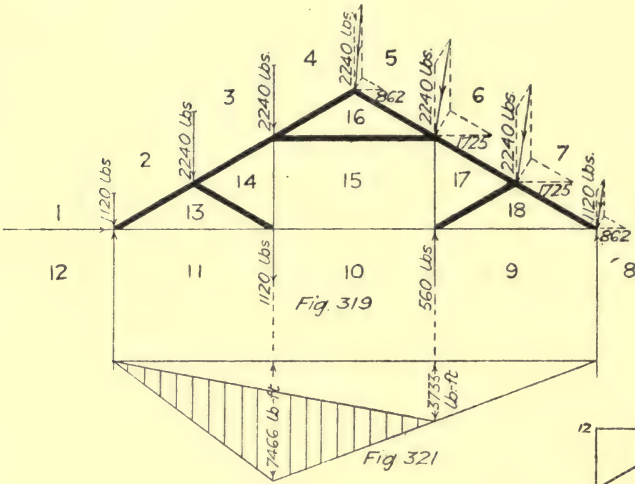 4
5
2240 Lbs.
862
3
2240 Lbs.
2240 Lbs.
6
16
2
2240 Lbs.
1725
2240 Lbs.
7
14
15
17
1
1120 Lbs.
13
18
1725
1120 Lbs.
862
12
11
1120 Lbs
10
560 Lbs
9
8
Fig. 319
7466 lb-ft
3733
lb-ft
Fig 321
12